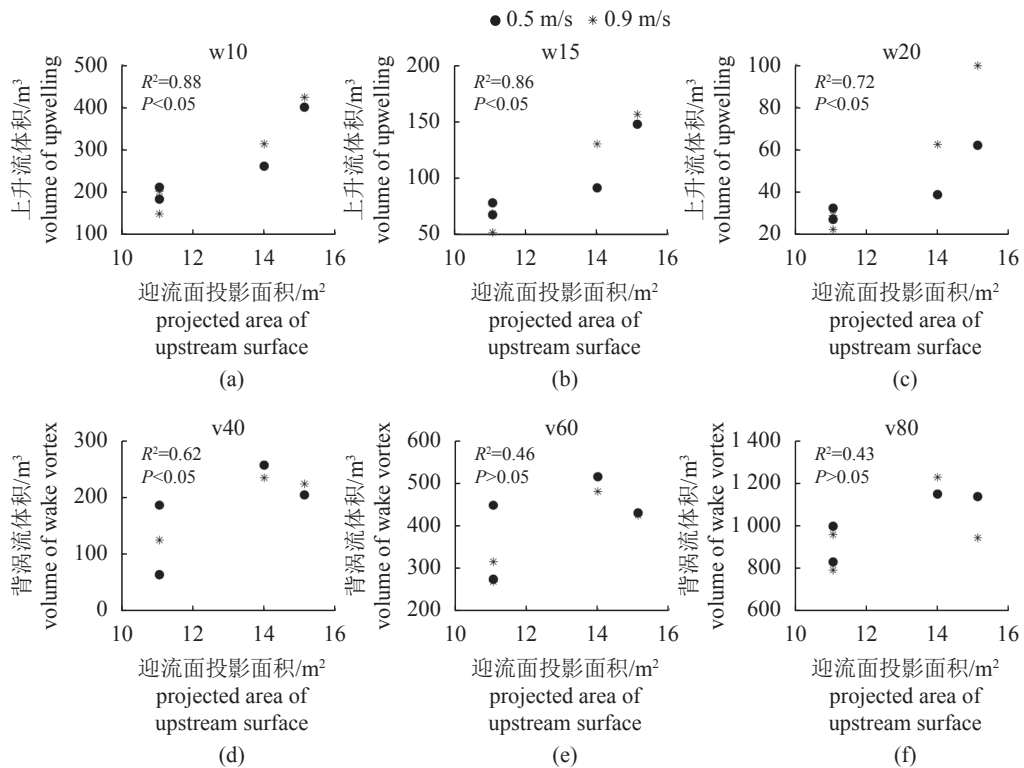 ● 0.5 m/s * 0.9 m/s
w10
上升流体积/m³
volume of upwelling/m³
500
400
300
200
100
R²=0.88
P<0.05
10 12 14 16
迎流面投影面积/m²
projected area of
upstream surface
(a)
w15
上升流体积/m³
volume of upwelling/m³
200
150
100
50
R²=0.86
P<0.05
10 12 14 16
迎流面投影面积/m²
projected area of
upstream surface
(b)
w20
上升流体积/m³
volume of upwelling/m³
100
80
60
40
20
R²=0.72
P<0.05
10 12 14 16
迎流面投影面积/m²
projected area of
upstream surface
(c)
v40
背涡流体积/m³
volume of wake vortex/m³
300
200
100
0
R²=0.62
P<0.05
10 12 14 16
迎流面投影面积/m²
projected area of
upstream surface
(d)
v60
背涡流体积/m³
volume of wake vortex/m³
600
500
400
300
200
R²=0.46
P>0.05
10 12 14 16
迎流面投影面积/m²
projected area of
upstream surface
(e)
v80
背涡流体积/m³
volume of wake vortex/m³
1 400
1 200
1 000
800
600
R²=0.43
P>0.05
10 12 14 16
迎流面投影面积/m²
projected area of
upstream surface
(f)